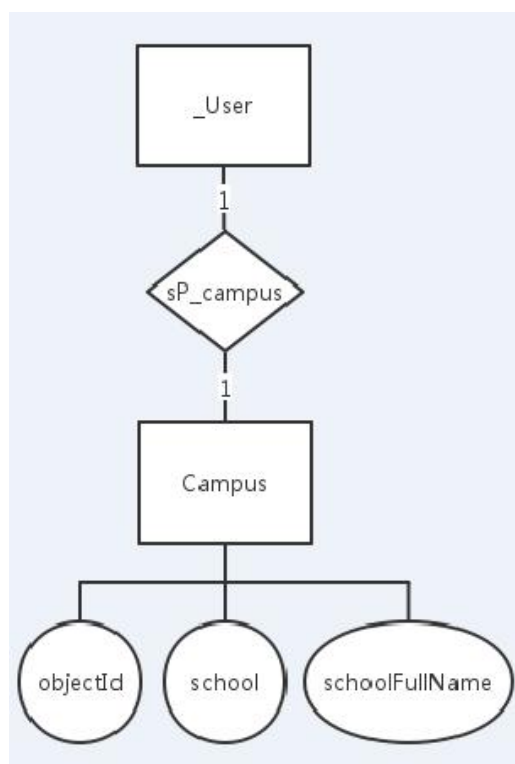 _User
1
sP_campus
1
Campus
objectId
school
schoolFullName